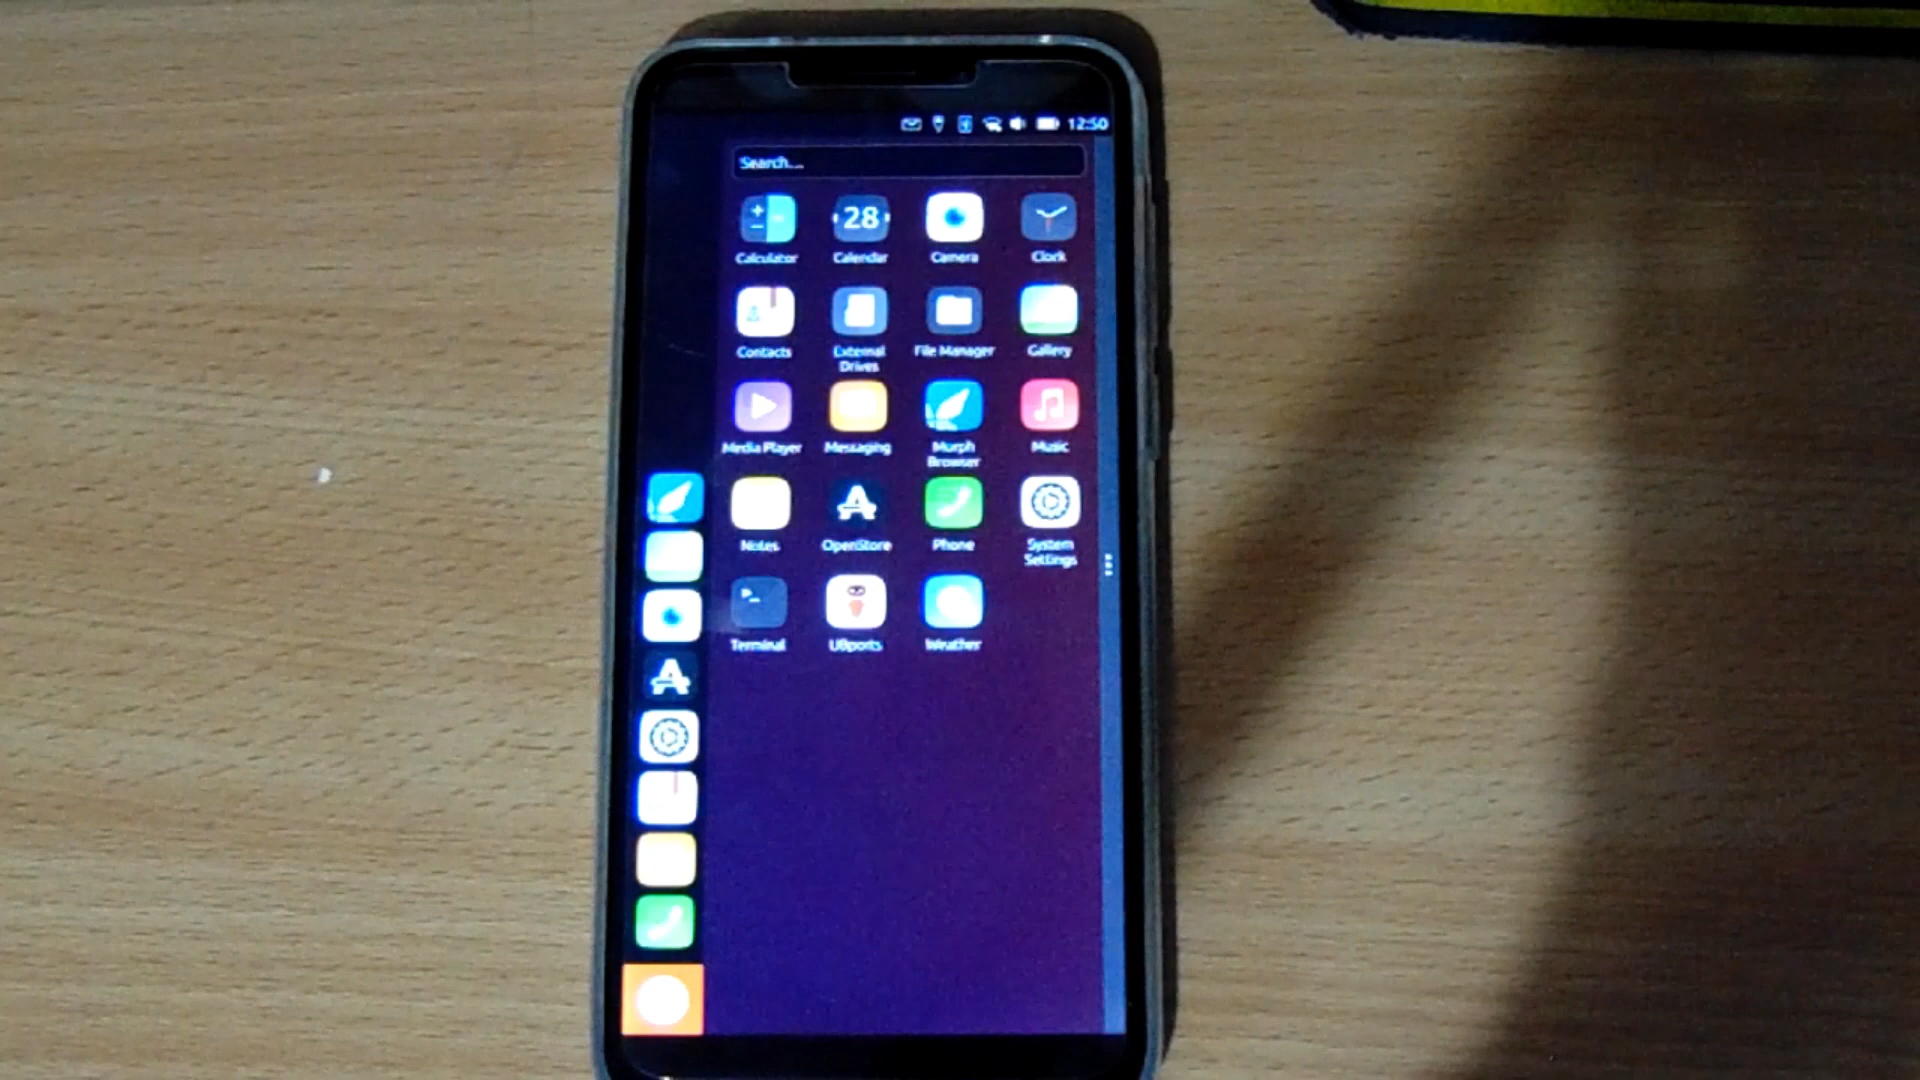 12:50
Search...
28
Calculator Calendar Camera Clock
Contacts External File Manager Gallery
Drives
Media Player Messaging Morph Music
Browser
Notes OpenStore Phone System
Settings
Terminal UBports Weather